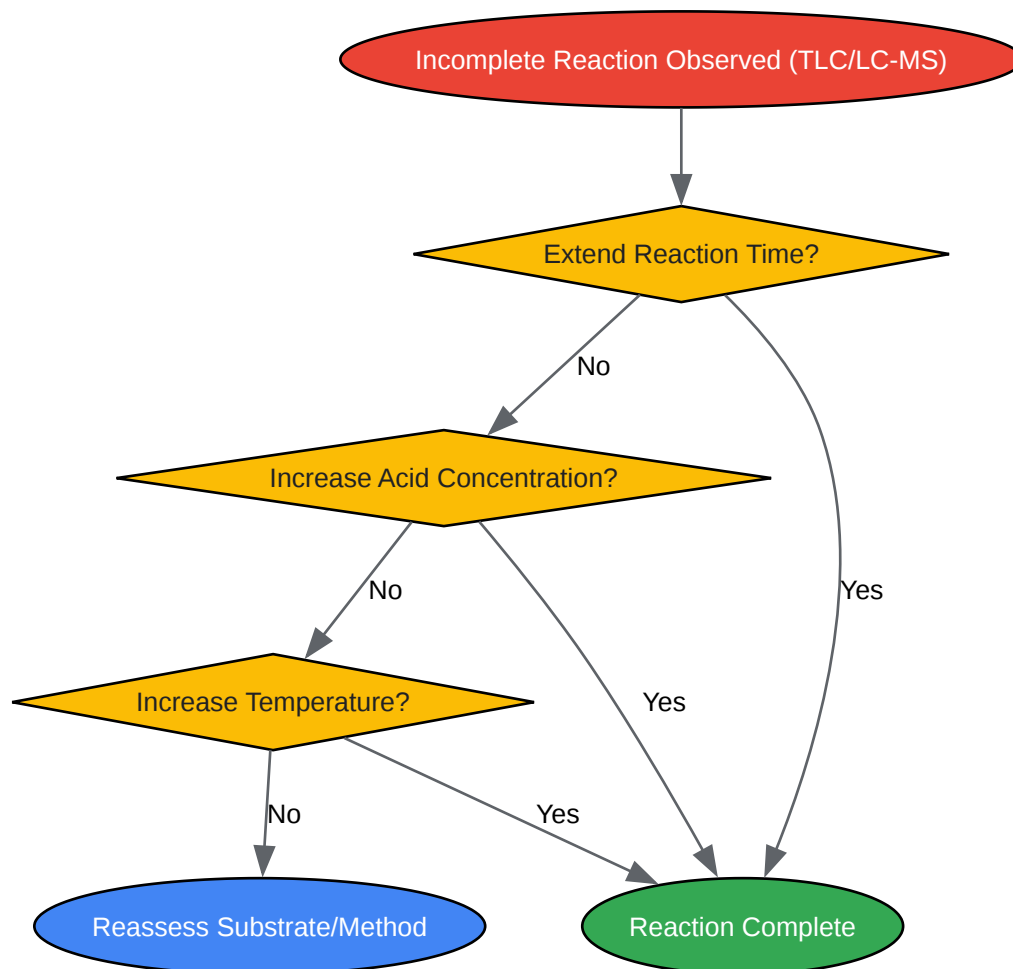 Incomplete Reaction Observed (TLC/LC-MS)
Extend Reaction Time?
No
Increase Acid Concentration?
No
Yes
Increase Temperature?
Yes
No
Yes
Reassess Substrate/Method
Reaction Complete